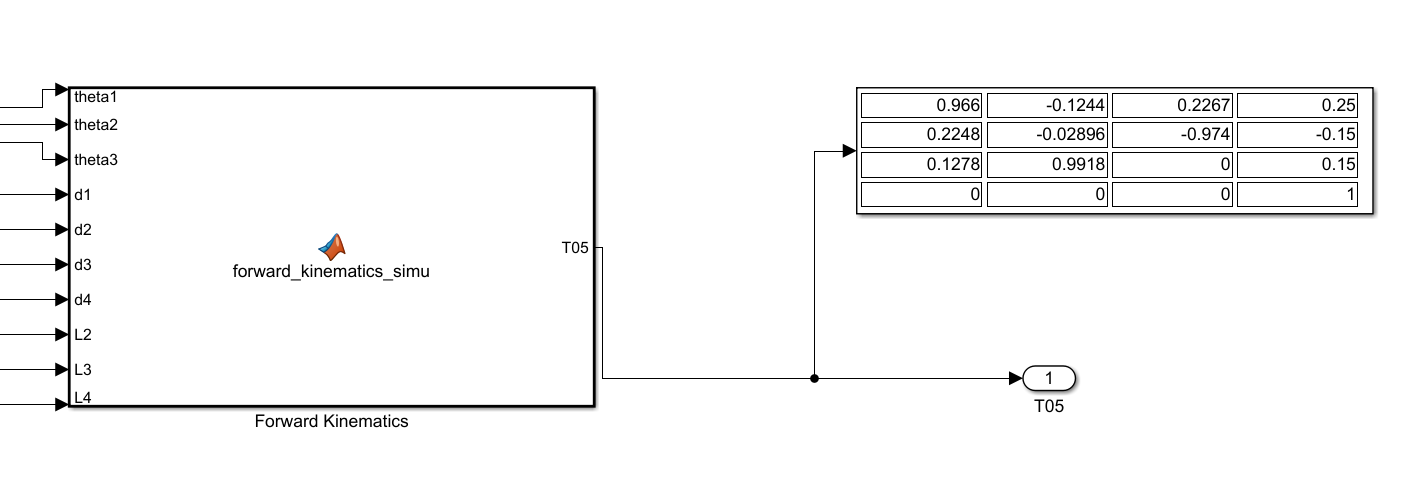 theta1
theta2
theta3
d1
d2
d3
d4
L2
L3
L4
forward_kinematics_simu
T05
Forward Kinematics
0.966 -0.1244 0.2267 0.25
0.2248 -0.02896 -0.974 -0.15
0.1278 0.9918 0 0.15
0 0 0 1
1
T05